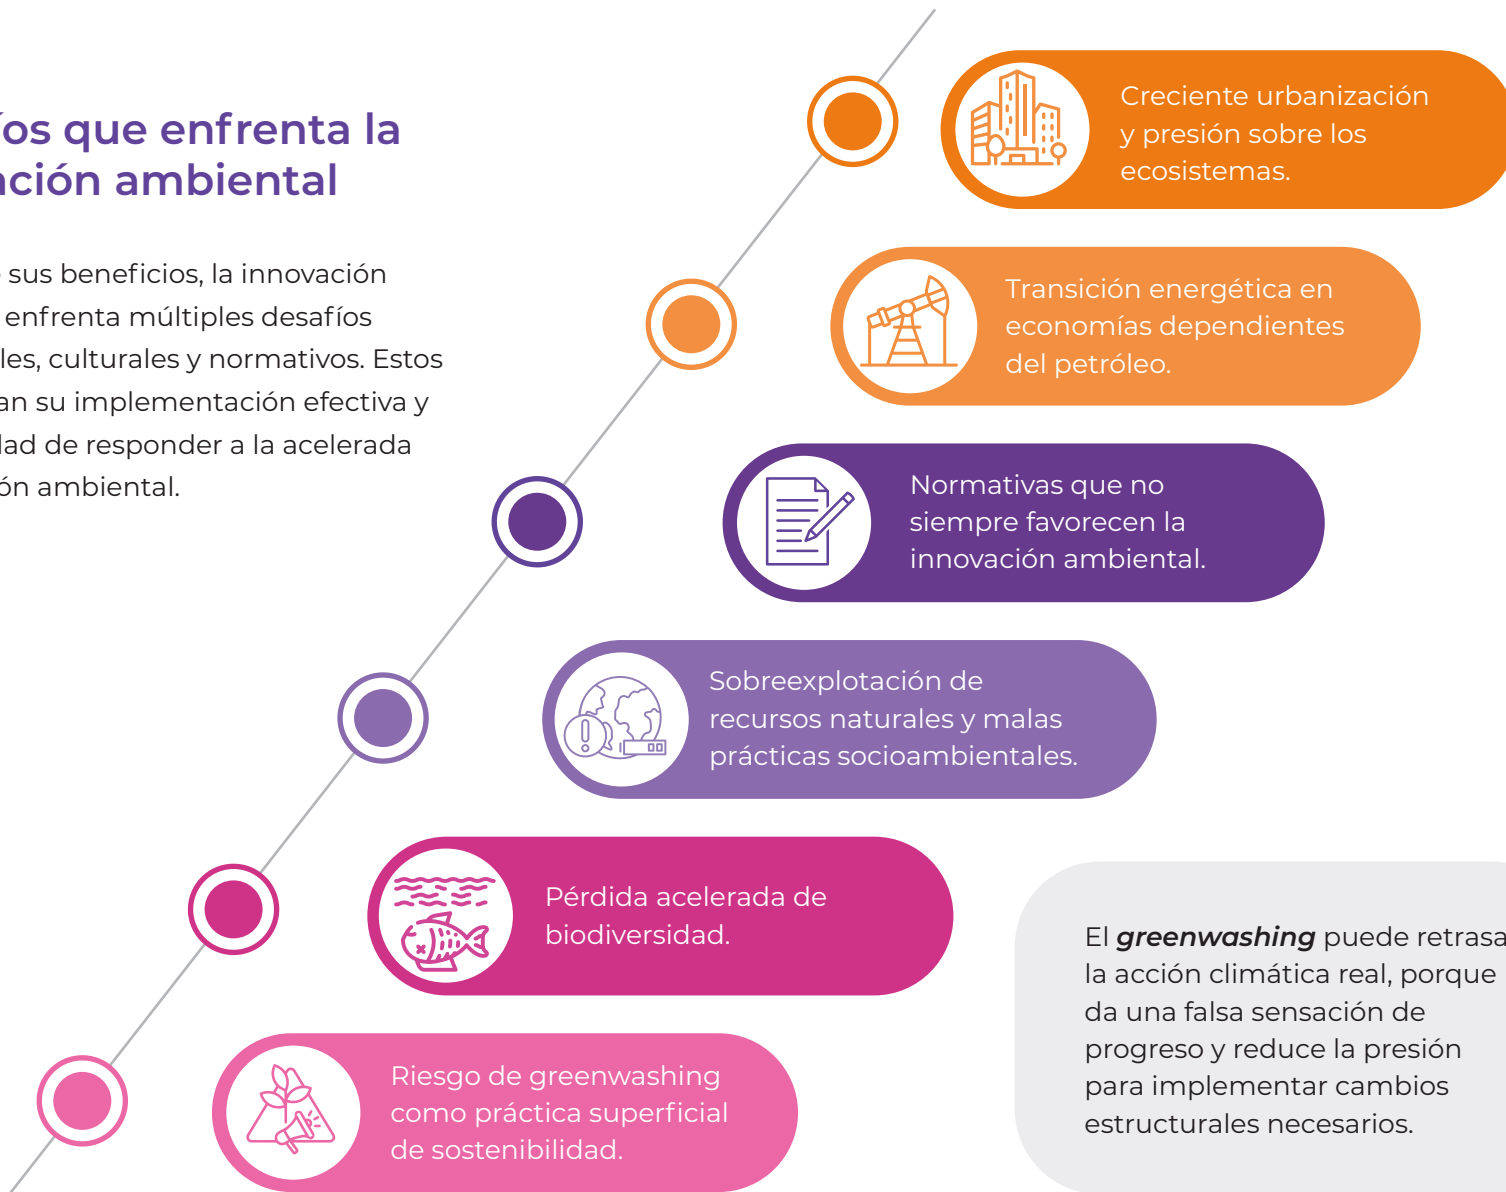 íos que enfrenta la
ación ambiental
sus beneficios, la innovación
enfrenta múltiples desafíos
les, culturales y normativos. Estos
an su implementación efectiva y
dad de responder a la acelerada
ón ambiental.
Creciente urbanización
y presión sobre los
ecosistemas.
Transición energética en
economías dependientes
del petróleo.
Normativas que no
siempre favorecen la
innovación ambiental.
Sobreexplotación de
recursos naturales y malas
prácticas socioambientales.
Pérdida acelerada de
biodiversidad.
Riesgo de greenwashing
como práctica superficial
de sostenibilidad.
El greenwashing puede retrasa
la acción climática real, porque
da una falsa sensación de
progreso y reduce la presión
para implementar cambios
estructurales necesarios.